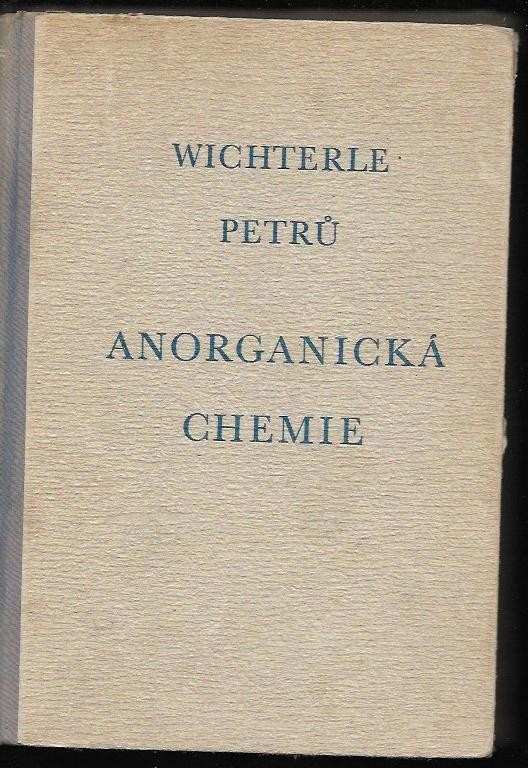 WICHTERLE
PETRŮ
ANORGANICKÁ
CHEMIE